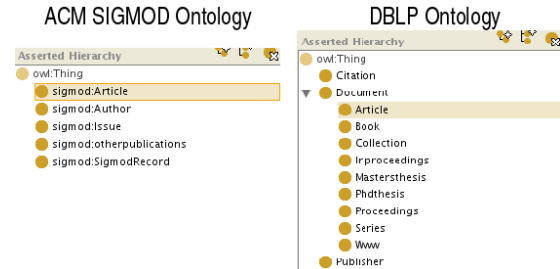 ACM SIGMOD Ontology
Asserted Hierarchy
owl:Thing
sigmod:Article
sigmod:Author
sigmod:Issue
sigmod:otherpublications
sigmod:SigmodRecord
DBLP Ontology
Asserted Hierarchy
owl:Thing
Citation
Document
Article
Book
Collection
Inproceedings
Mastersthesis
Phdthesis
Proceedings
Series
Www
Publisher